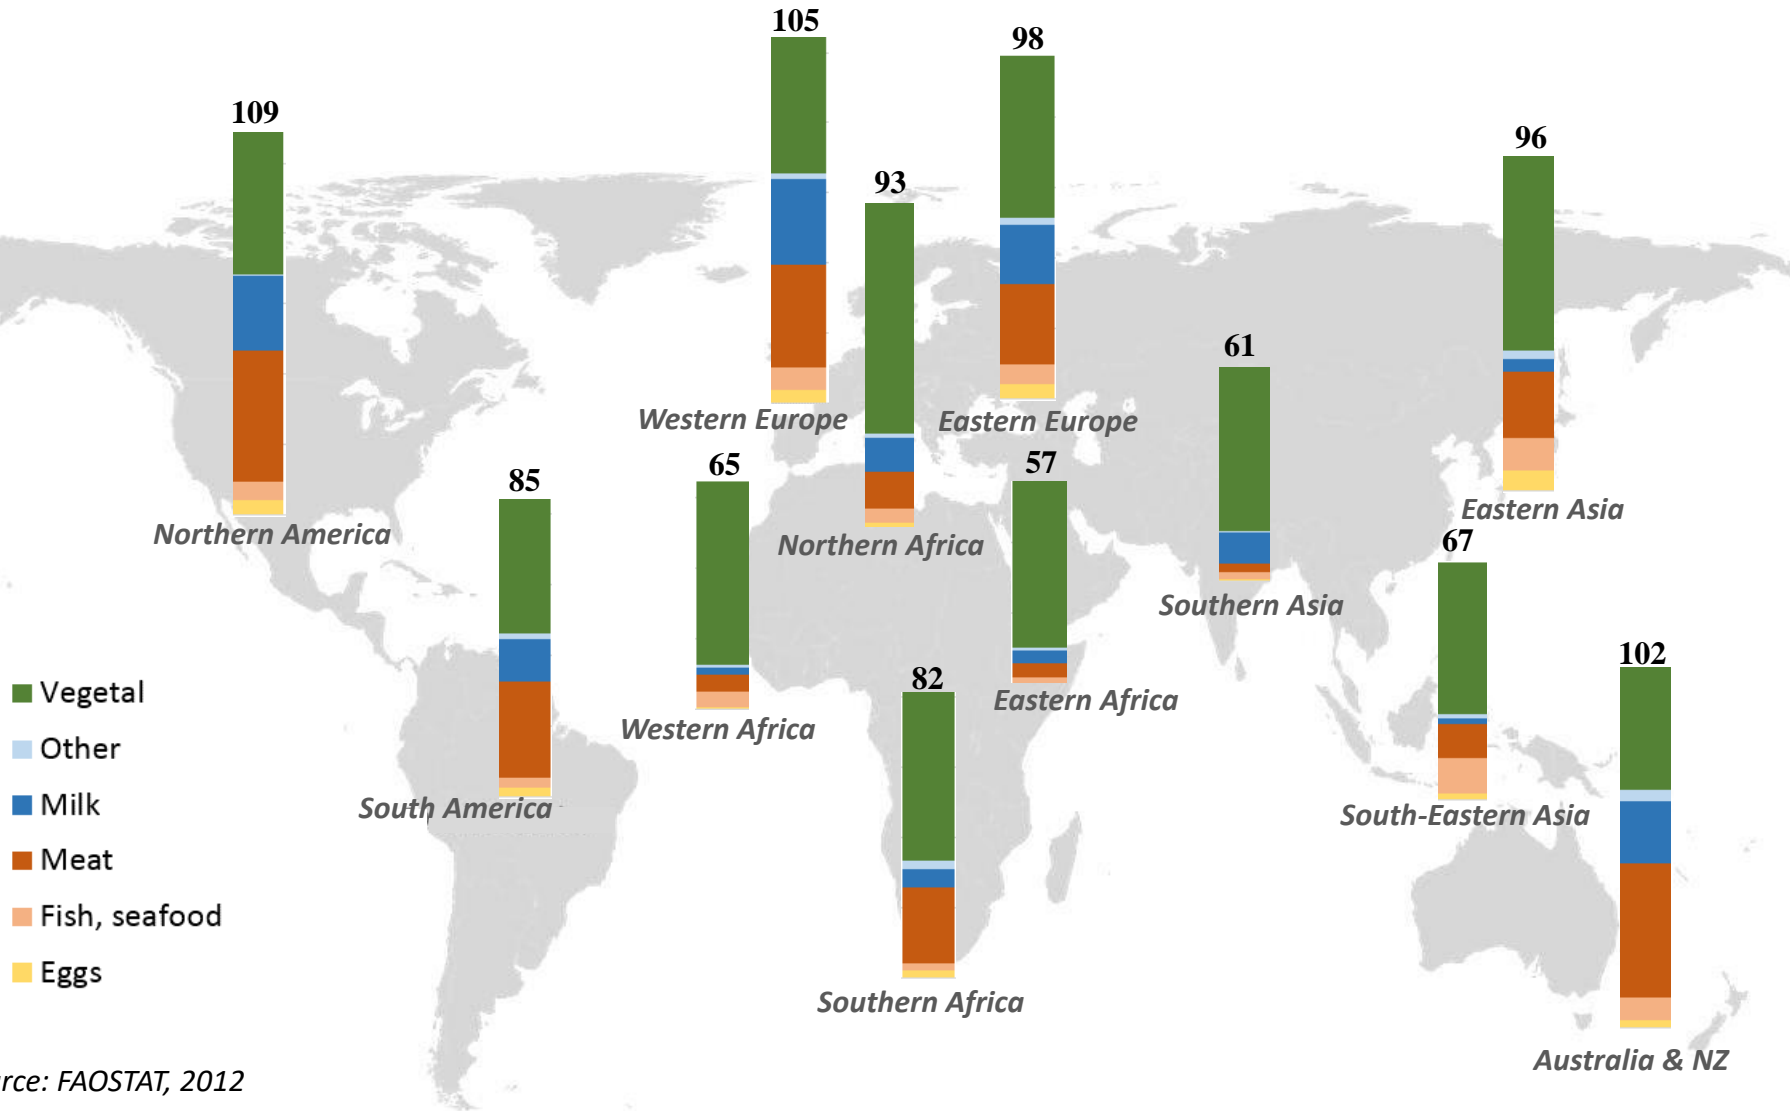 105
98
109
96
93
61
Western Europe
Eastern Europe
65
57
85
Eastern Asia
Northern America
67
Northern Africa
Southern Asia
102
82
Vegetal
Eastern Africa
Western Africa
Other
Milk
South America
South-Eastern Asia
Meat
Fish, seafood
Eggs
Southern Africa
Australia & NZ
rce: FAOSTAT, 2012